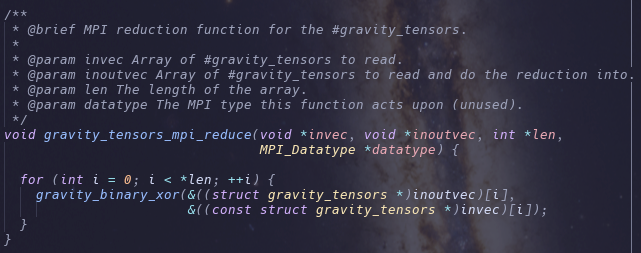 /**
 * @brief MPI reduction function for the #gravity_tensors.
 *
 * @param invec Array of #gravity_tensors to read.
 * @param inoutvec Array of #gravity_tensors to read and do the reduction into.
 * @param len The length of the array.
 * @param datatype The MPI type this function acts upon (unused).
 */
void gravity_tensors_mpi_reduce(void *invec, void *inoutvec, int *len,
                                MPI_Datatype *datatype) {

  for (int i = 0; i < *len; ++i) {
    gravity_binary_xor(&((struct gravity_tensors *)inoutvec)[i],
                       &((const struct gravity_tensors *)invec)[i]);
  }
}